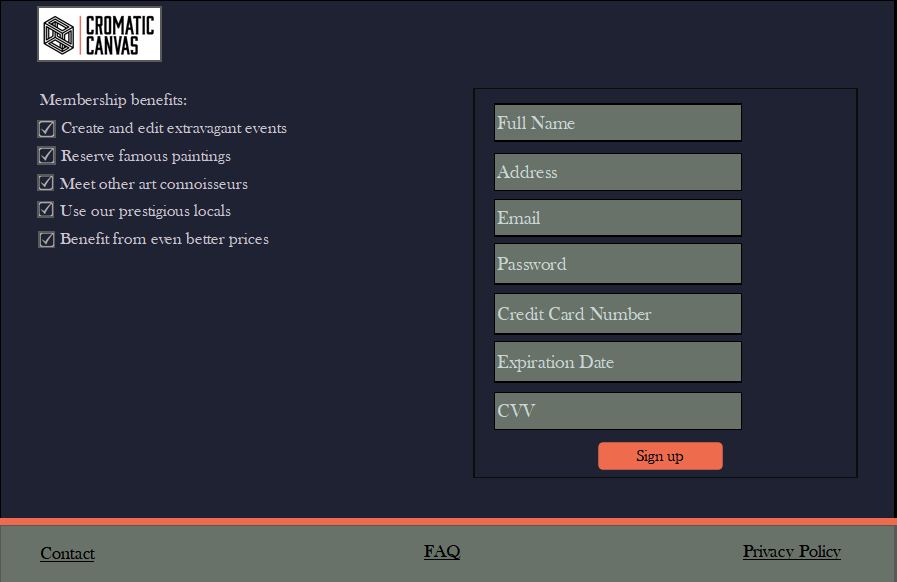 CROMATIC
CANVAS
Membership benefits:
Create and edit extravagant events
Reserve famous paintings
Meet other art connoisseurs
Use our prestigious locals
Benefit from even better prices
Full Name
Address
Email
Password
Credit Card Number
Expiration Date
CVV
Sign up
Contact
FAQ
Privacy Policy